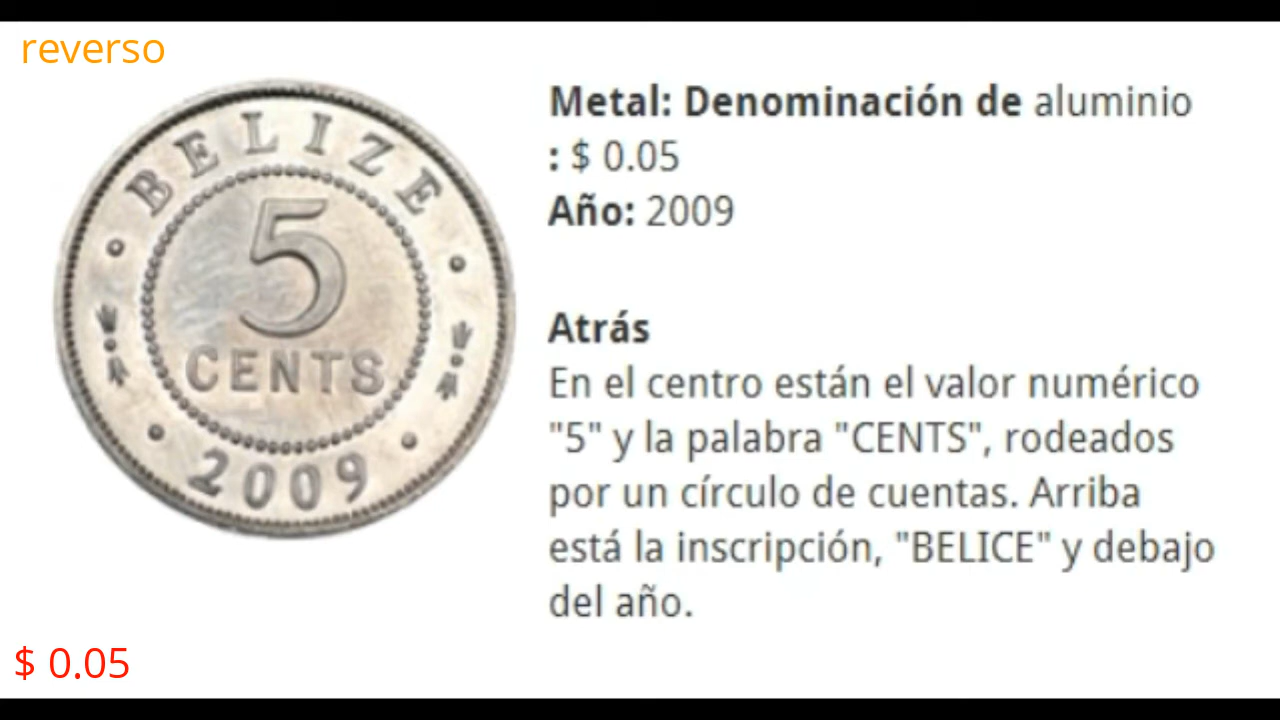 reverso
BELIZE
5
CENTS
2009
Metal: Denominación de aluminio
: $ 0.05
Año: 2009
Atrás
En el centro están el valor numérico
"5" y la palabra "CENTS", rodeados
por un círculo de cuentas. Arriba
está la inscripción, "BELICE" y debajo
del año.
$ 0.05